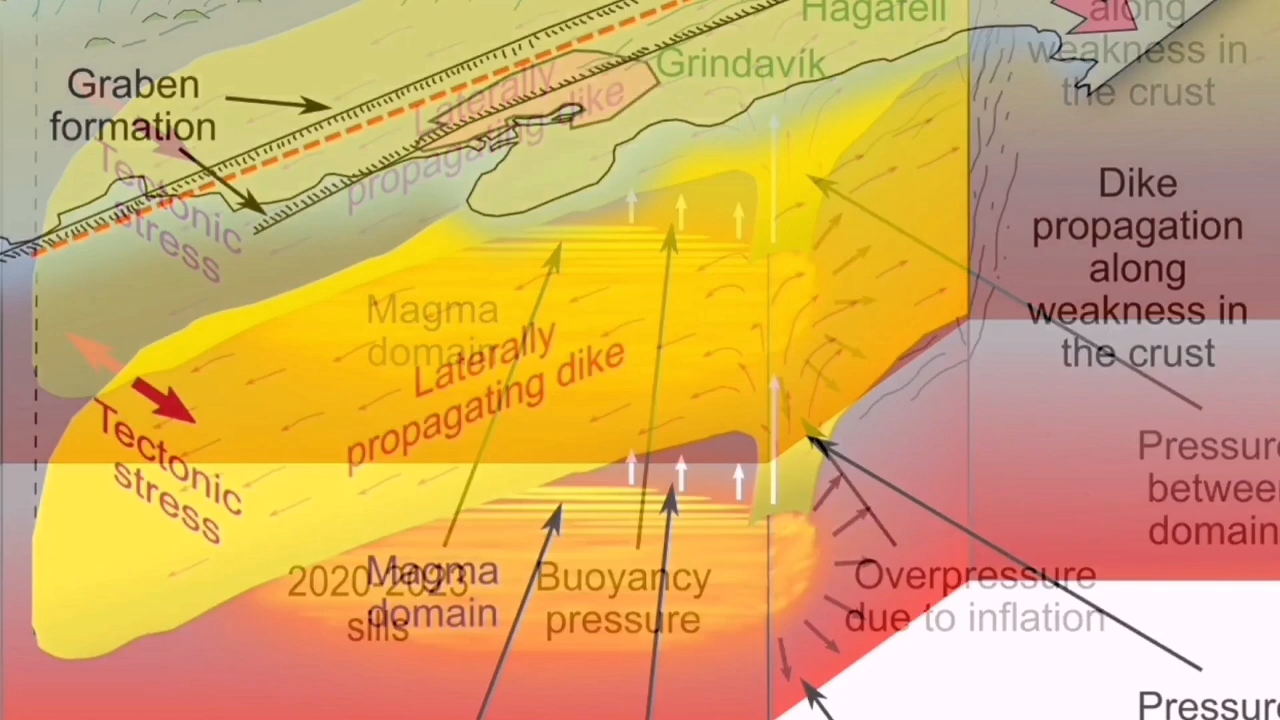 Hagafell
Grindavík
Graben
formation
Laterally
propagating dike
Tectonic
stress
along
weakness in
the crust
Dike
propagation
along
weakness in
the crust
Magma
domain
Laterally
propagating dike
Tectonic
stress
Pressure
between
domain
2020-2023
sills
Magma
domain
Buoyancy
pressure
Overpressure
due to inflation
Pressure